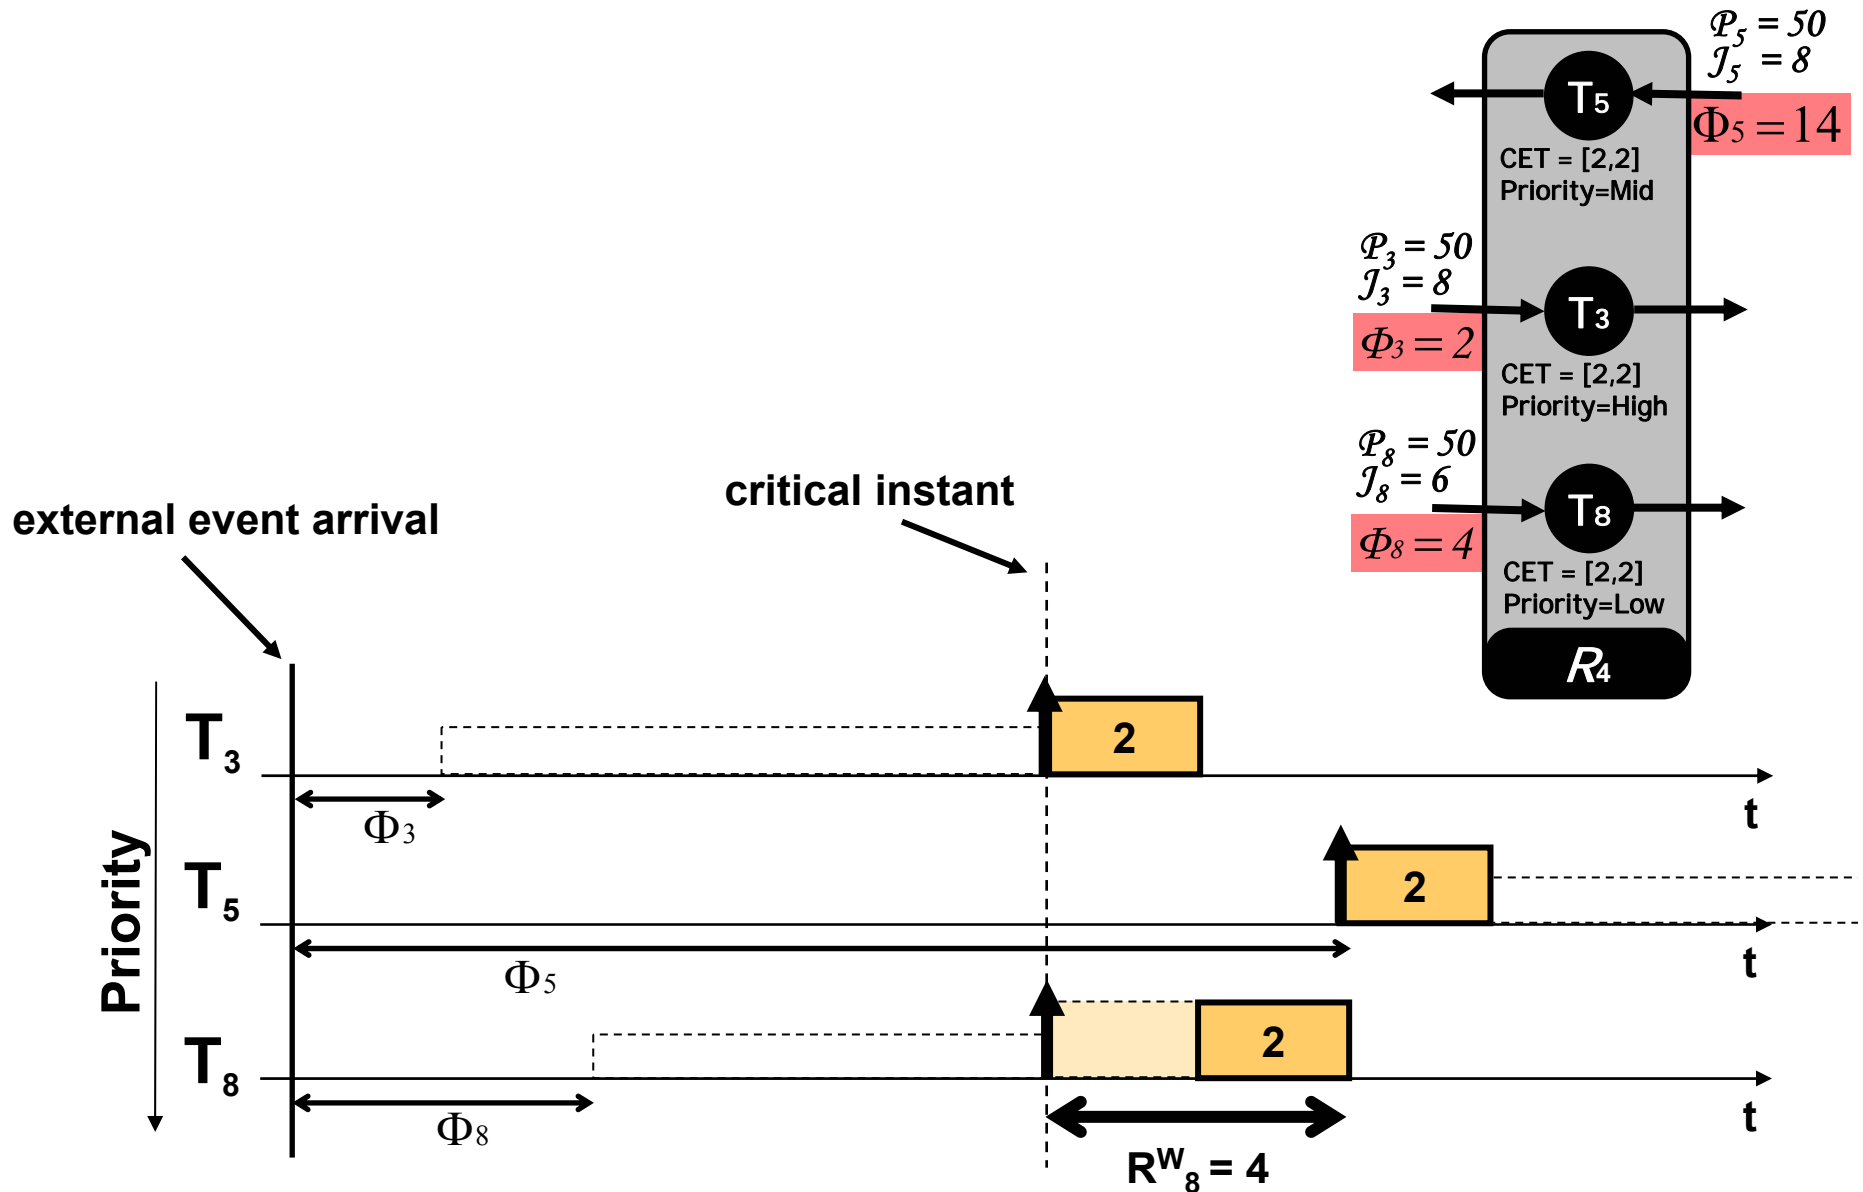 𝒫5 = 50
𝒥5 = 8
T5
Φ5 = 14
CET = [2,2]
Priority=Mid
𝒫3 = 50
𝒥3 = 8
T3
Φ3 = 2
CET = [2,2]
Priority=High
𝒫8 = 50
𝒥8 = 6
critical instant
T8
external event arrival
Φ8 = 4
CET = [2,2]
Priority=Low
R4
T3
2
Φ3
t
Priority
T5
2
Φ5
t
T8
2
Φ8
t
R^W_8 = 4